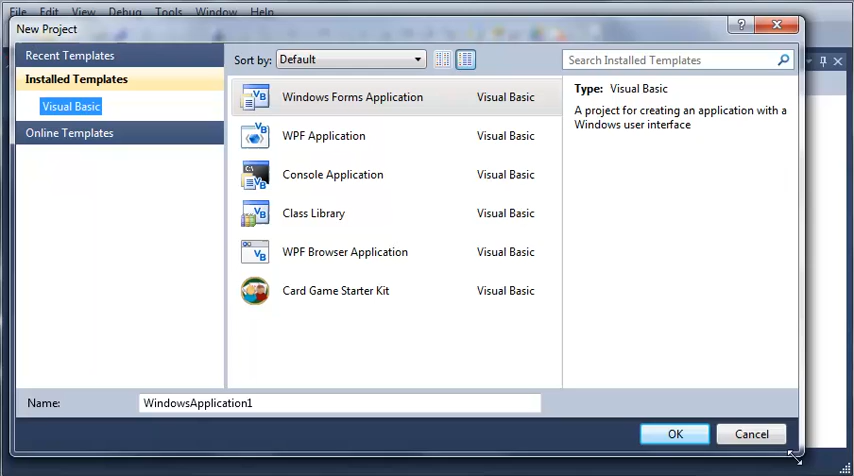 File Edit View Debug Tools Window Help
New Project
Recent Templates
Installed Templates
Visual Basic
Online Templates
Sort by: Default
Search Installed Templates
Windows Forms Application Visual Basic
WPF Application Visual Basic
Console Application Visual Basic
Class Library Visual Basic
WPF Browser Application Visual Basic
Card Game Starter Kit Visual Basic
Type: Visual Basic
A project for creating an application with a
Windows user interface
Name: WindowsApplication1
OK Cancel